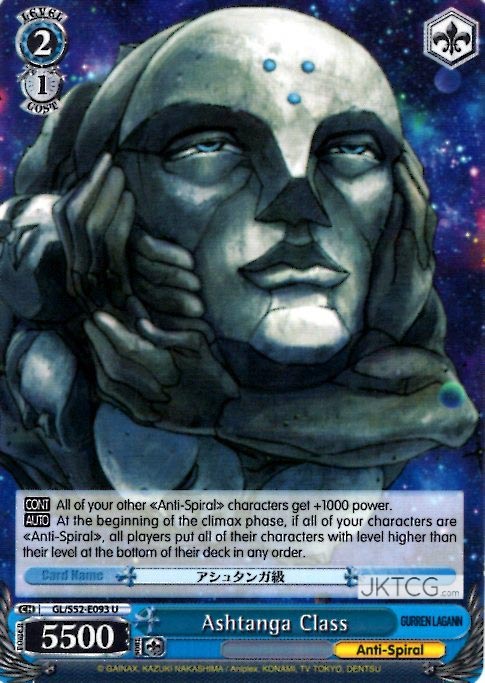 LEVEL
2
1
COST
CONT All of your other «Anti-Spiral» characters get +1000 power.
AUTO At the beginning of the climax phase, if all of your characters are
«Anti-Spiral», all players put all of their characters with level higher than
their level at the bottom of their deck in any order.
Card Name
アシュタンガ級
JKTCG.com
CH GL/S52-E093 U
POWER
5500
SOUL
Ashtanga Class
GURREN LAGANN
Anti-Spiral
© GAINAX, KAZUKI NAKASHIMA / Aniplex, KONAMI, TV TOKYO, DENTSU